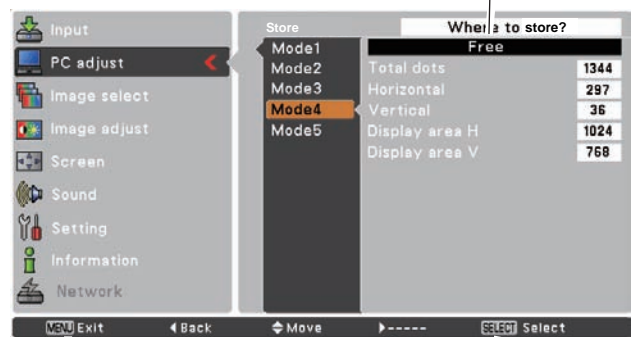 Input
PC adjust
Image select
Image adjust
Screen
Sound
Setting
Information
Network
Store
Mode1
Mode2
Mode3
Mode4
Mode5
Where to store?
Free
Total dots 1344
Horizontal 297
Vertical 36
Display area H 1024
Display area V 768
MENU Exit Back Move ----- SELECT Select